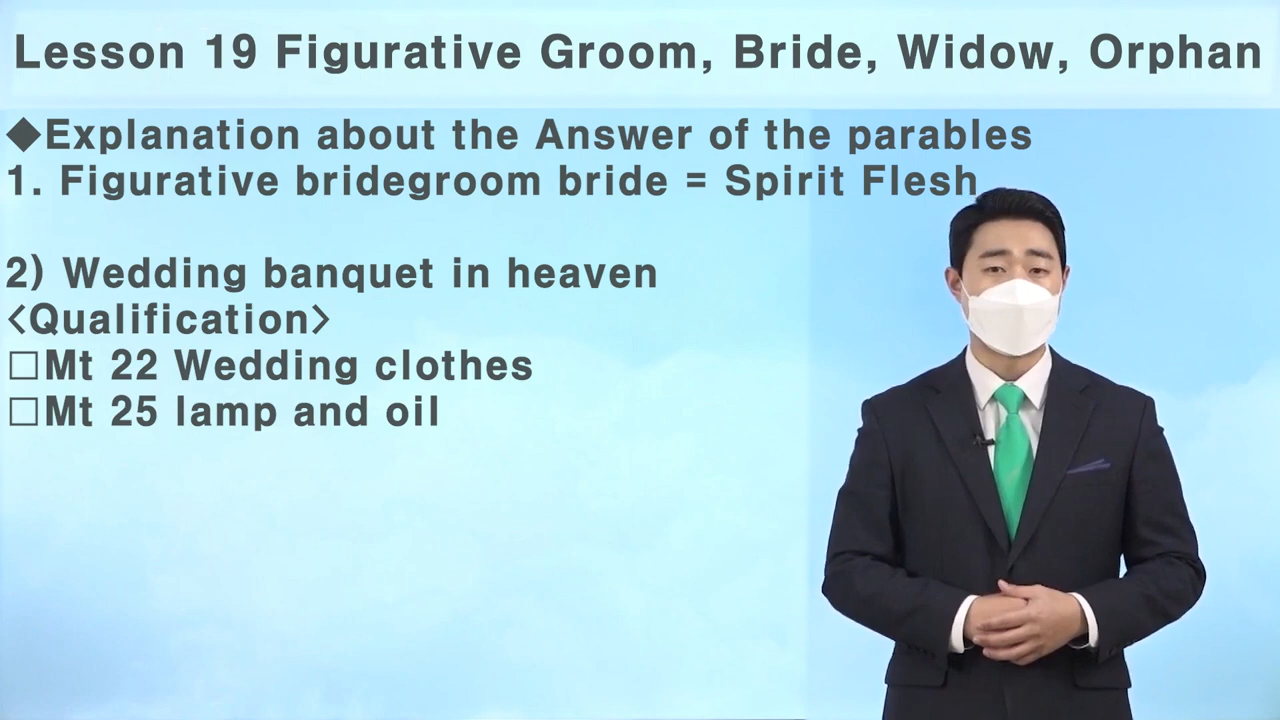 Lesson 19 Figurative Groom, Bride, Widow, Orphan
◆Explanation about the Answer of the parables
1. Figurative bridegroom bride = Spirit Flesh
2) Wedding banquet in heaven
<Qualification>
□Mt 22 Wedding clothes
□Mt 25 lamp and oil